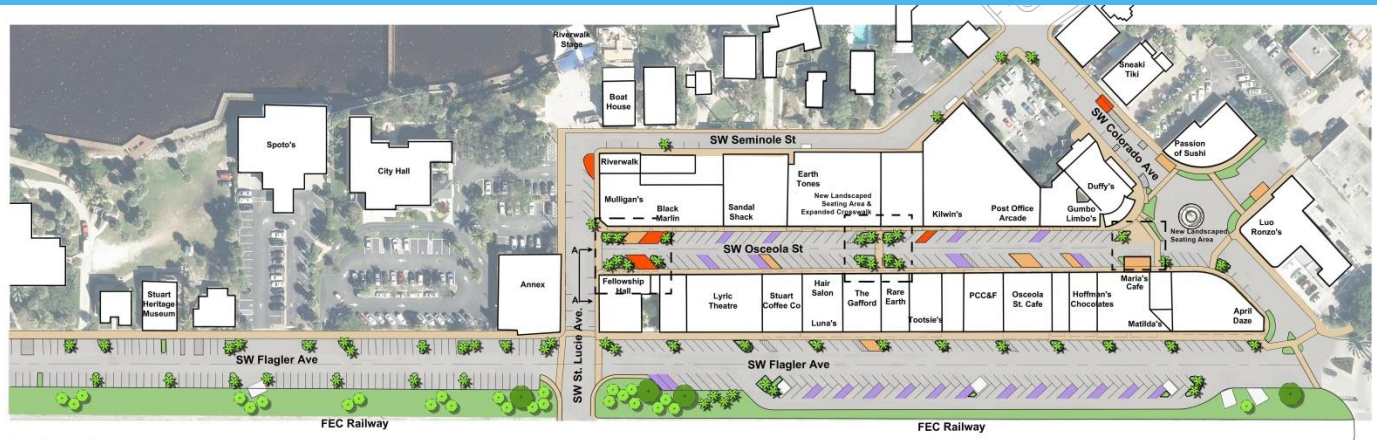 Riverwalk
Stage
Boat
House
Sneaki
Tiki
SW Colorado Ave
Passion
of Sushi
Spoto's
City Hall
SW Seminole St
Riverwalk
Mulligan's
Black
Marlin
Sandal
Shack
Earth
Tones
New Landscaped
Seating Area &
Expanded Crosswalk
Kilwin's
Post Office
Arcade
Duffy's
Gumbo
Limbo's
New Landscaped
Seating Area
Luo
Ronzo's
A
SW Osceola St
A
Annex
Stuart
Heritage
Museum
Fellowship
Hall
Lyric
Theatre
Stuart
Coffee Co
Hair
Salon
Luna's
The
Gafford
Rare
Earth
Tootsie's
PCC&F
Osceola
St. Cafe
Hoffman's
Chocolates
Maria's
Cafe
Matilda's
April
Daze
SW St. Lucie Ave.
SW Flagler Ave
SW Flagler Ave
FEC Railway
FEC Railway